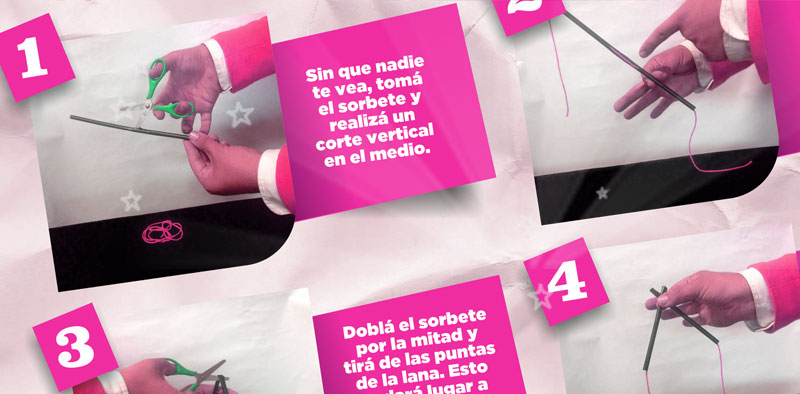 1
Sin que nadie
te vea, tomá
el sorbete y
realizá un
corte vertical
en el medio.
2
3
Doblá el sorbete
por la mitad y
tirá de las puntas
de la lana. Esto
lugar a
4